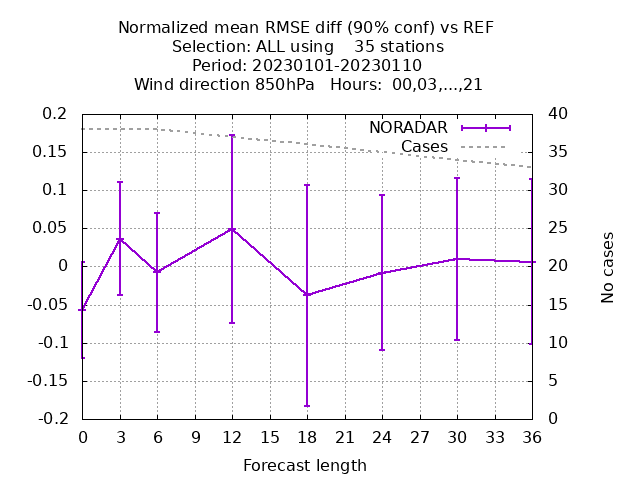 Normalized mean RMSE diff (90% conf) vs REF
Selection: ALL using    35 stations
Period: 20230101-20230110
Wind direction 850hPa   Hours:  00,03,...,21
NORADAR
Cases
0.2
0.15
0.1
0.05
0
-0.05
-0.1
-0.15
-0.2
40
35
30
25
20
15
10
5
0
No cases
0 3 6 9 12 15 18 21 24 27 30 33 36
Forecast length